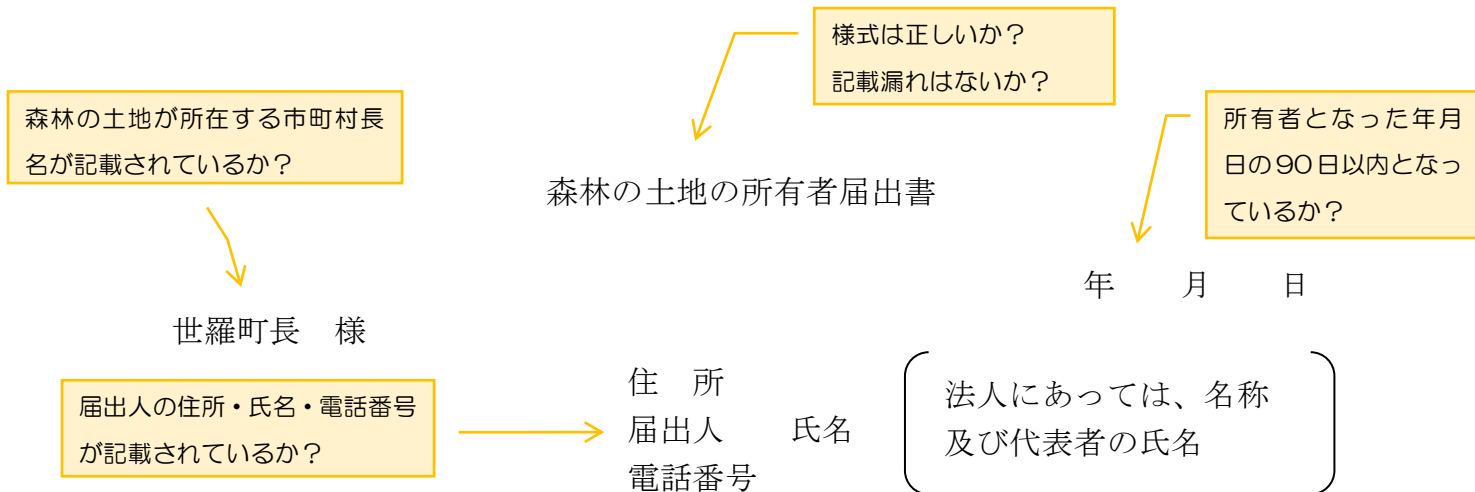 様式は正しいか？
記載漏れはないか？
森林の土地が所在する市町村長
名が記載されているか？
所有者となった年月
日の９０日以内となっ
ているか？
森林の土地の所有者届出書
年　　月　　日
世羅町長　様
届出人の住所・氏名・電話番号
が記載されているか？
住　所
届出人　　氏名
電話番号
法人にあっては、名称
及び代表者の氏名